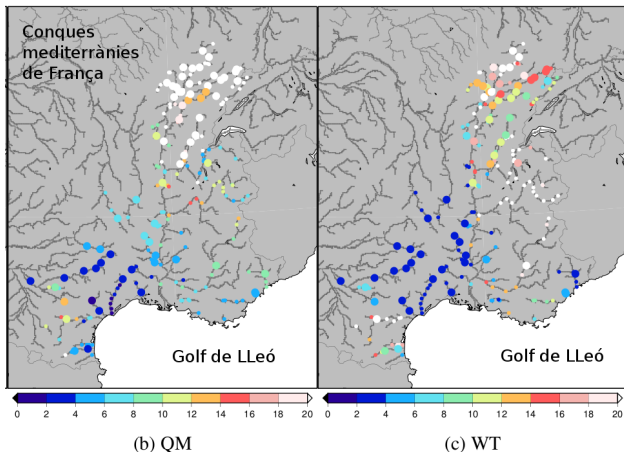 Conques
mediterrànies
de França
Golf de LLeó
Golf de LLeó
0 2 4 6 8 10 12 14 16 18 20
0 2 4 6 8 10 12 14 16 18 20
(b) QM
(c) WT